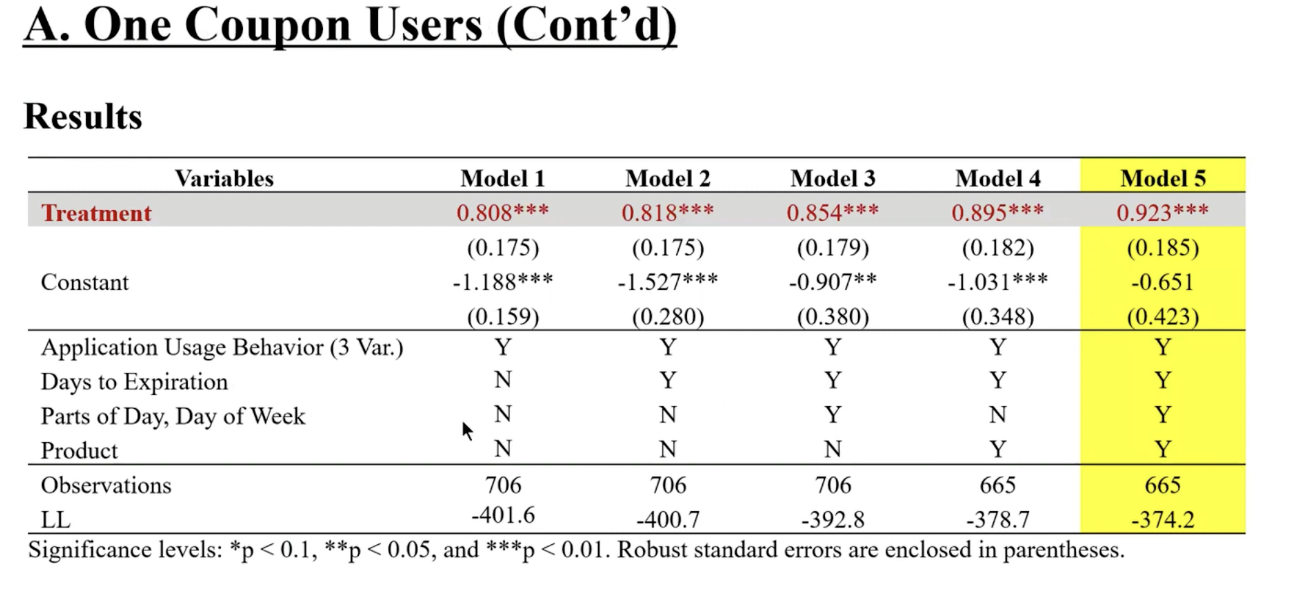 A. One Coupon Users (Cont’d)
Results
Variables Model 1 Model 2 Model 3 Model 4 Model 5
Treatment 0.808*** 0.818*** 0.854*** 0.895*** 0.923***
(0.175) (0.175) (0.179) (0.182) (0.185)
Constant -1.188*** -1.527*** -0.907** -1.031*** -0.651
(0.159) (0.280) (0.380) (0.348) (0.423)
Application Usage Behavior (3 Var.) Y Y Y Y Y
Days to Expiration N Y Y Y Y
Parts of Day, Day of Week N N Y N Y
Product N N N Y Y
Observations 706 706 706 665 665
LL -401.6 -400.7 -392.8 -378.7 -374.2
Significance levels: *p < 0.1, **p < 0.05, and ***p < 0.01. Robust standard errors are enclosed in parentheses.